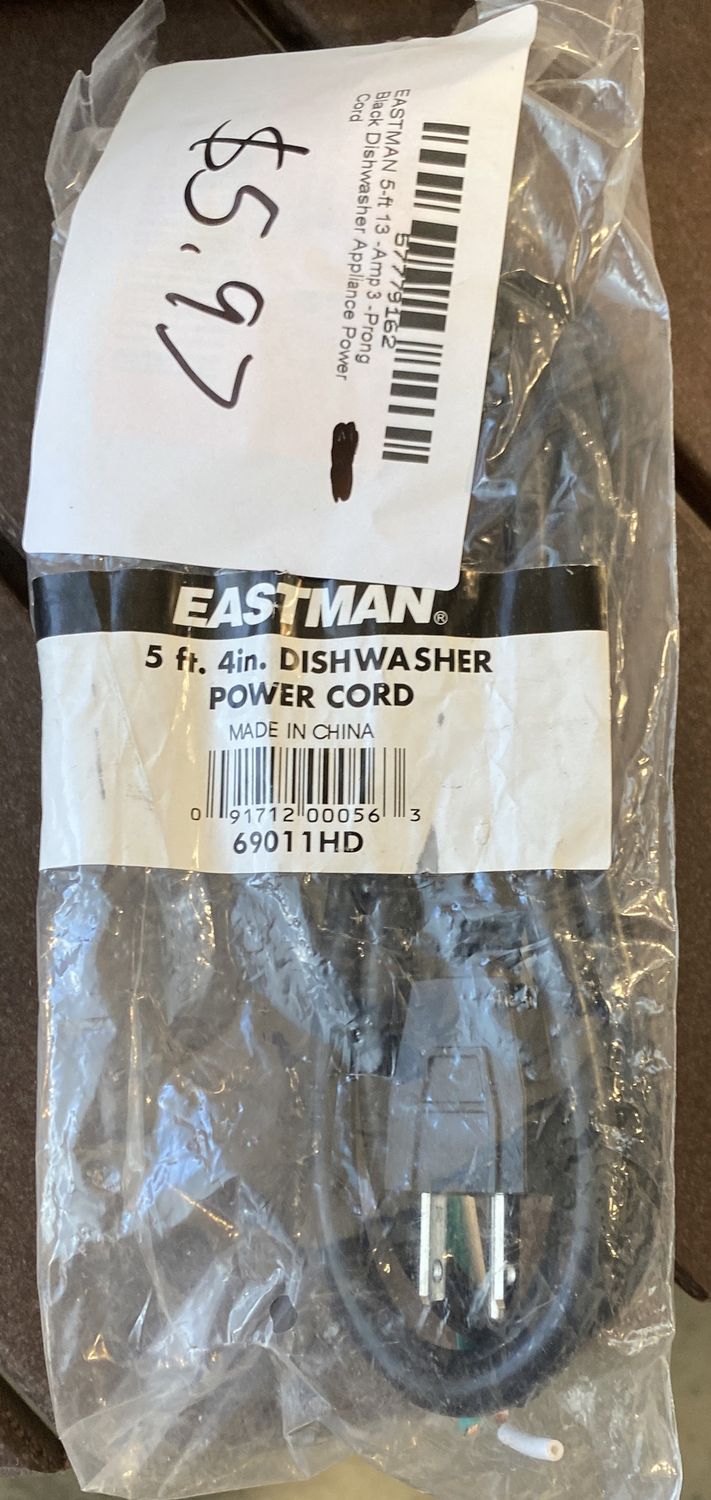 $5.97
57779162
EASTMAN 5-ft 13 -Amp 3 -Prong
Black Dishwasher Appliance Power
Cord
EASTMAN®
5 ft. 4in. DISHWASHER
POWER CORD
MADE IN CHINA
0 91712 00056 3
69011HD